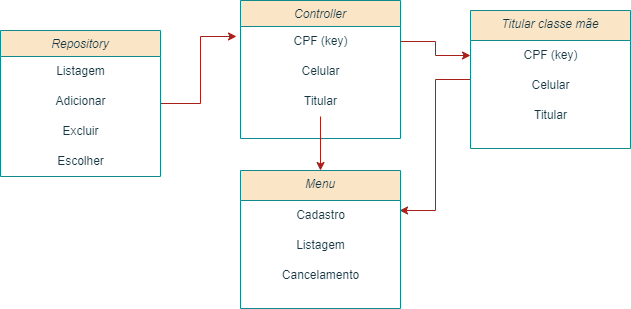 Repository
Listagem
Adicionar
Excluir
Escolher
Controller
CPF (key)
Celular
Titular
Titular classe mãe
CPF (key)
Celular
Titular
Menu
Cadastro
Listagem
Cancelamento